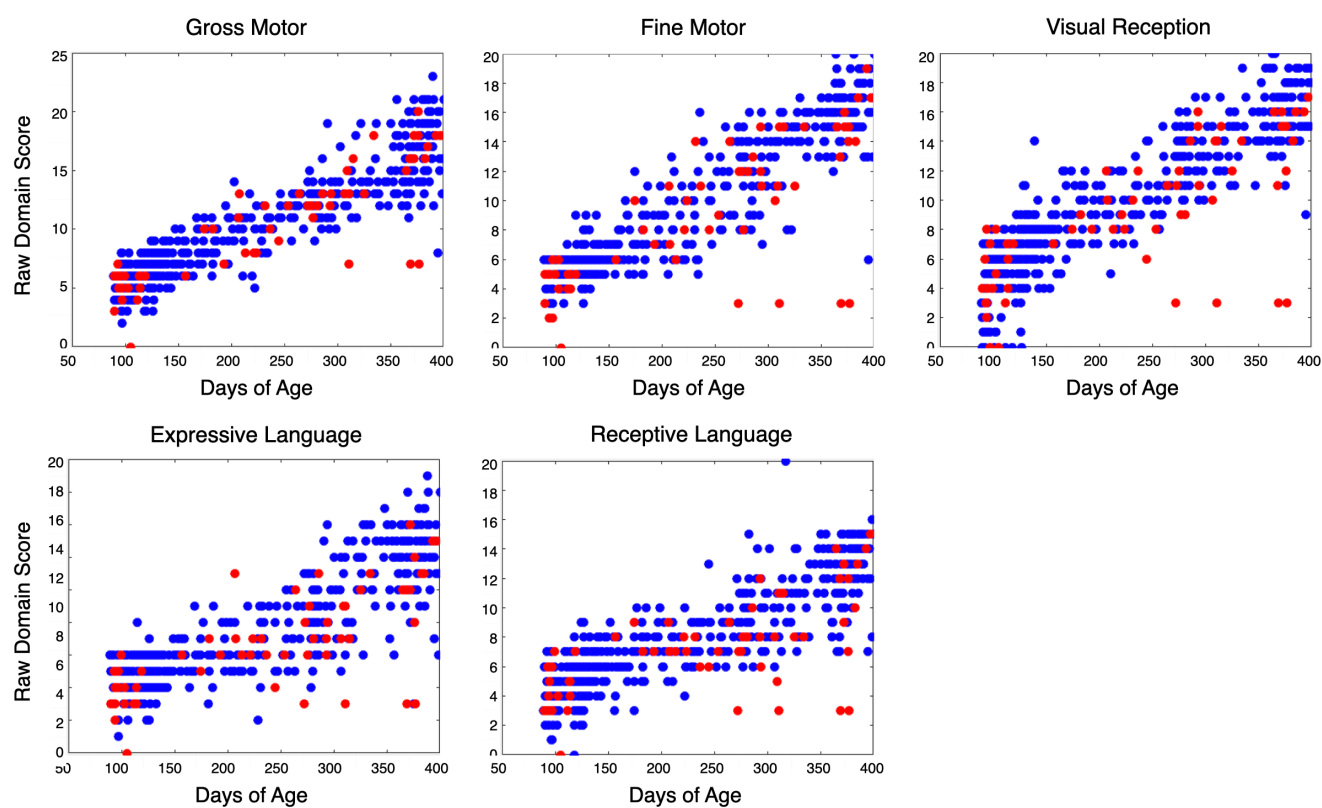 Gross Motor
Fine Motor
Visual Reception
Raw Domain Score
25
20
15
10
5
0
50 100 150 200 250 300 350 400
Days of Age
20
18
16
14
12
10
8
6
4
2
0
50 100 150 200 250 300 350 400
Days of Age
20
18
16
14
12
10
8
6
4
2
0
50 100 150 200 250 300 350 400
Days of Age
Expressive Language
Receptive Language
Raw Domain Score
20
18
16
14
12
10
8
6
4
2
0
50 100 150 200 250 300 350 400
Days of Age
20
18
16
14
12
10
8
6
4
2
0
50 100 150 200 250 300 350 400
Days of Age